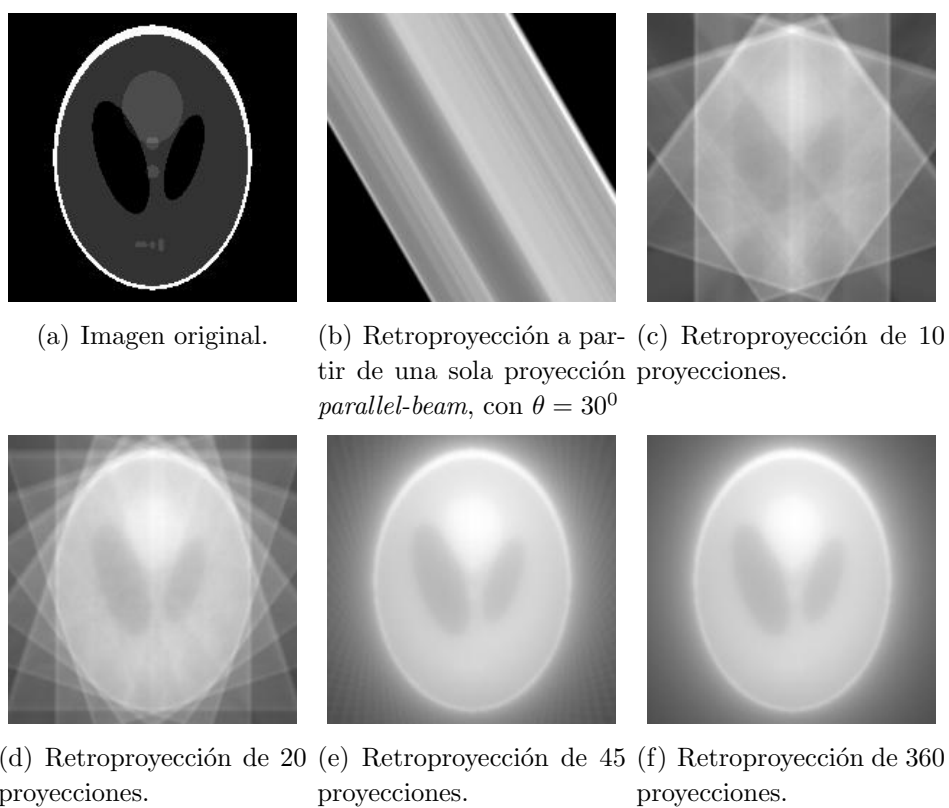 (a) Imagen original.
(b) Retroproyección a par-
tir de una sola proyección
parallel-beam, con θ = 30⁰
(c) Retroproyección de 10
proyecciones.
(d) Retroproyección de 20
proyecciones.
(e) Retroproyección de 45
proyecciones.
(f) Retroproyección de 360
proyecciones.